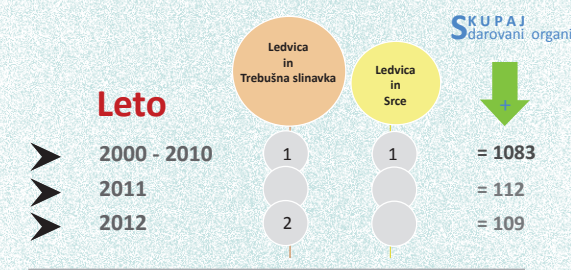 SKUPAJ
darovani organi
Ledvica
in
Trebušna slinavka
Ledvica
in
Srce
+
Leto
2000 - 2010 1 1 = 1083
2011 = 112
2012 2 = 109